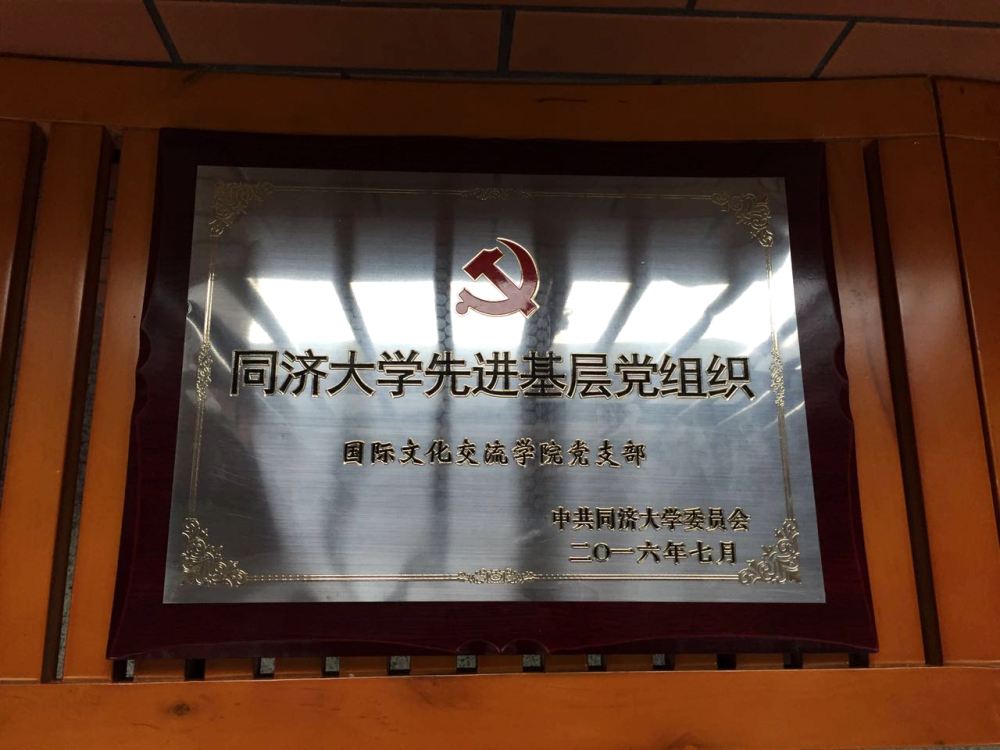 同济大学先进基层党组织
国际文化交流学院党支部
中共同济大学委员会
二〇一六年七月